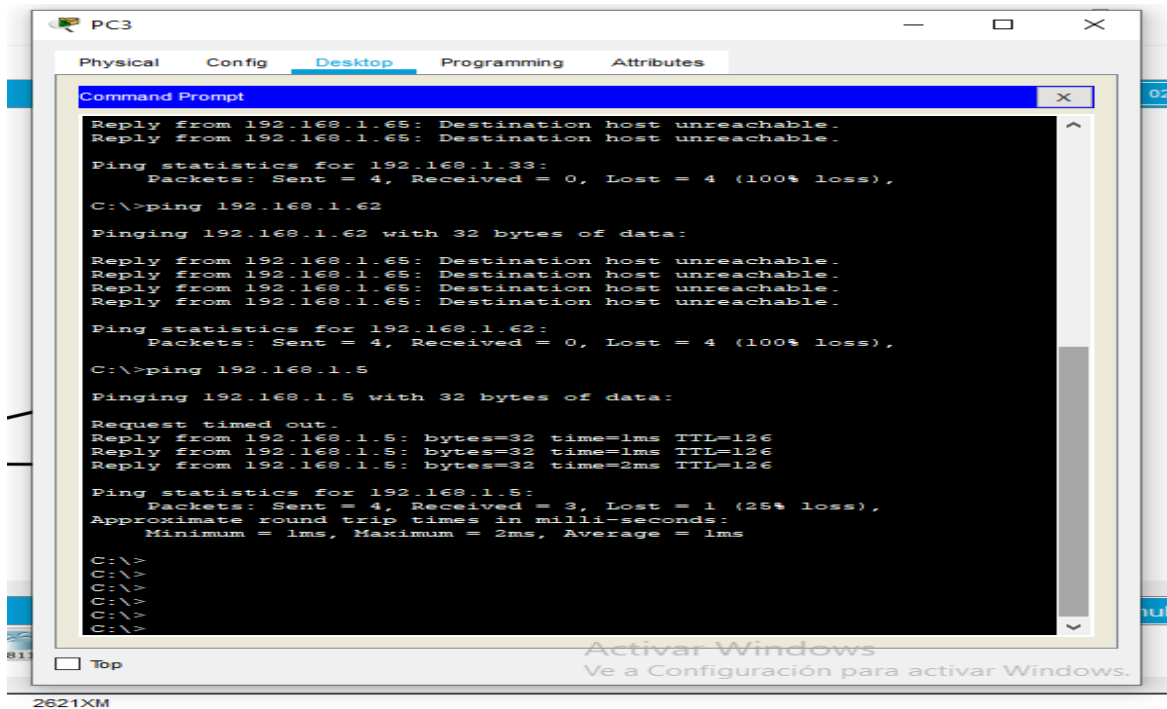 PC3
Physical Config Desktop Programming Attributes
Command Prompt
Reply from 192.168.1.65: Destination host unreachable.
Reply from 192.168.1.65: Destination host unreachable.
Ping statistics for 192.168.1.33:
Packets: Sent = 4, Received = 0, Lost = 4 (100% loss),
C:\>ping 192.168.1.62
Pinging 192.168.1.62 with 32 bytes of data:
Reply from 192.168.1.65: Destination host unreachable.
Reply from 192.168.1.65: Destination host unreachable.
Reply from 192.168.1.65: Destination host unreachable.
Reply from 192.168.1.65: Destination host unreachable.
Ping statistics for 192.168.1.62:
Packets: Sent = 4, Received = 0, Lost = 4 (100% loss),
C:\>ping 192.168.1.5
Pinging 192.168.1.5 with 32 bytes of data:
Request timed out.
Reply from 192.168.1.5: bytes=32 time=1ms TTL=126
Reply from 192.168.1.5: bytes=32 time=1ms TTL=126
Reply from 192.168.1.5: bytes=32 time=2ms TTL=126
Ping statistics for 192.168.1.5:
Packets: Sent = 4, Received = 3, Lost = 1 (25% loss),
Approximate round trip times in milli-seconds:
Minimum = 1ms, Maximum = 2ms, Average = 1ms
C:\>
C:\>
C:\>
C:\>
C:\>
C:\>
Top
Activar Windows
Ve a Configuración para activar Windows.
2621XM